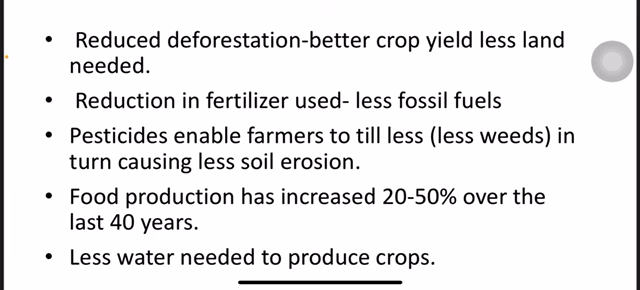 • Reduced deforestation-better crop yield less land
needed.
• Reduction in fertilizer used- less fossil fuels
• Pesticides enable farmers to till less (less weeds) in
turn causing less soil erosion.
• Food production has increased 20-50% over the
last 40 years.
• Less water needed to produce crops.